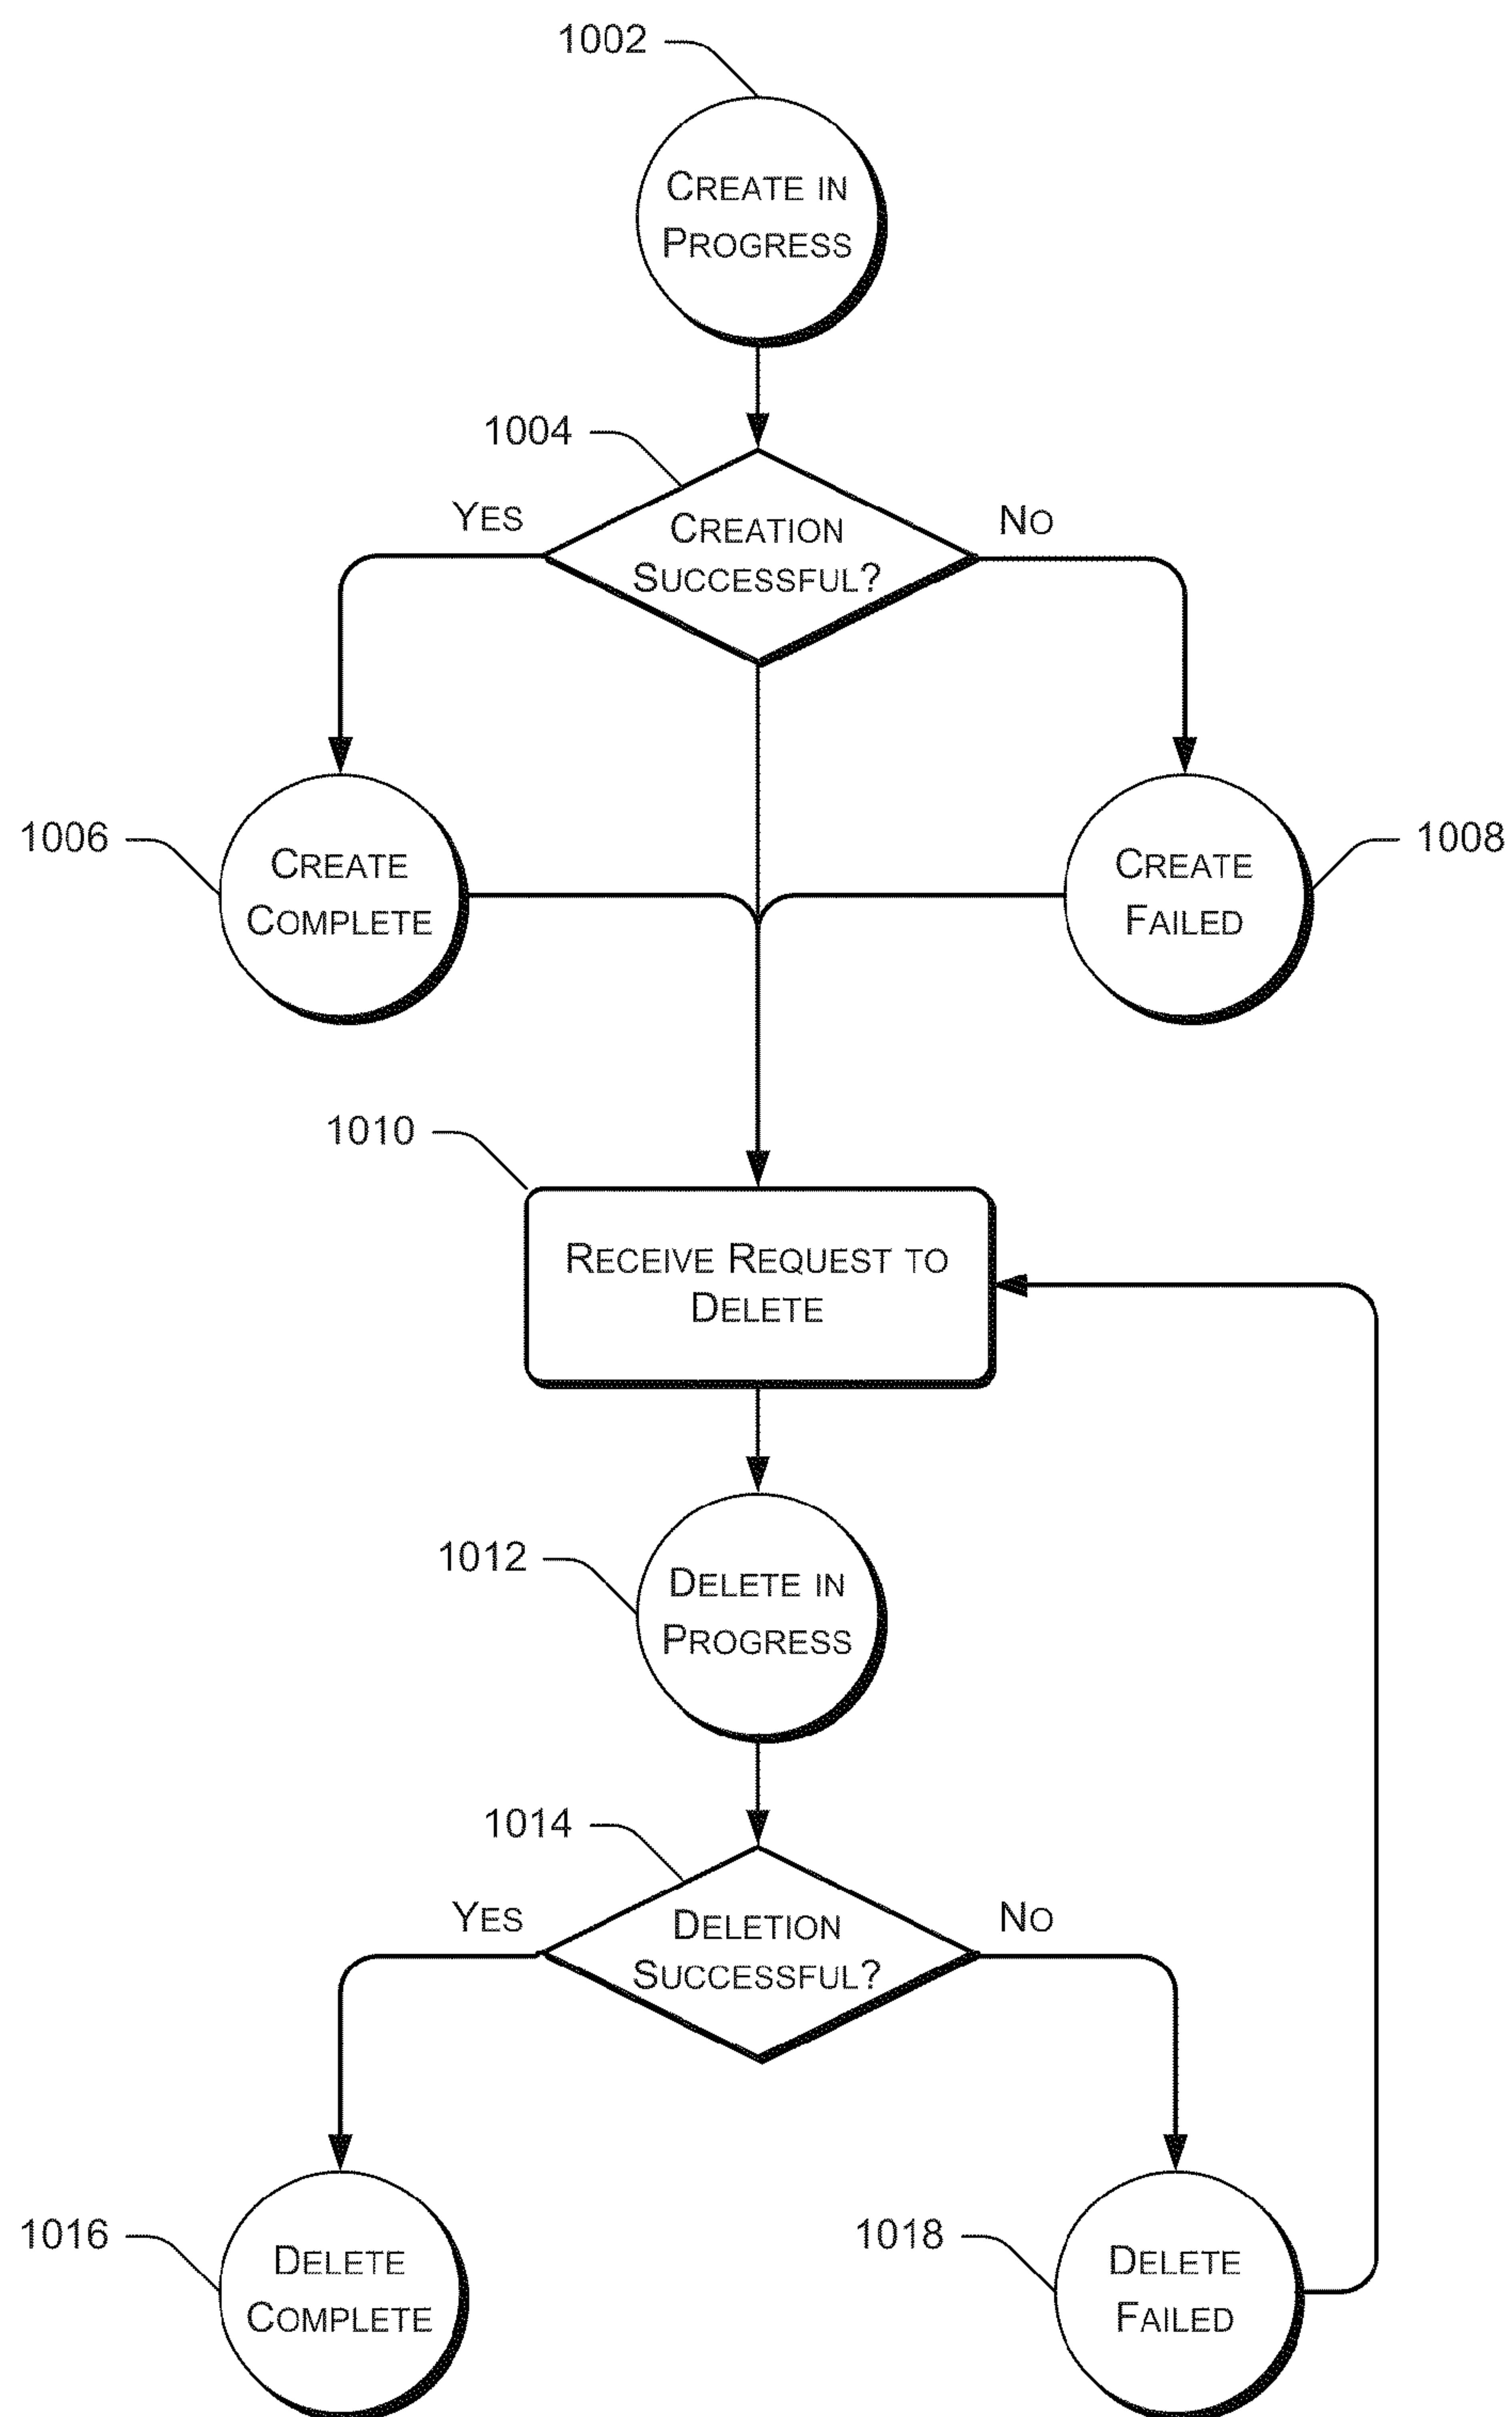 1002
CREATE IN
PROGRESS
1004
YES
CREATION
SUCCESSFUL?
NO
1006
CREATE
COMPLETE
CREATE
FAILED
1008
1010
RECEIVE REQUEST TO
DELETE
1012
DELETE IN
PROGRESS
1014
YES
DELETION
SUCCESSFUL?
NO
1016
DELETE
COMPLETE
1018
DELETE
FAILED